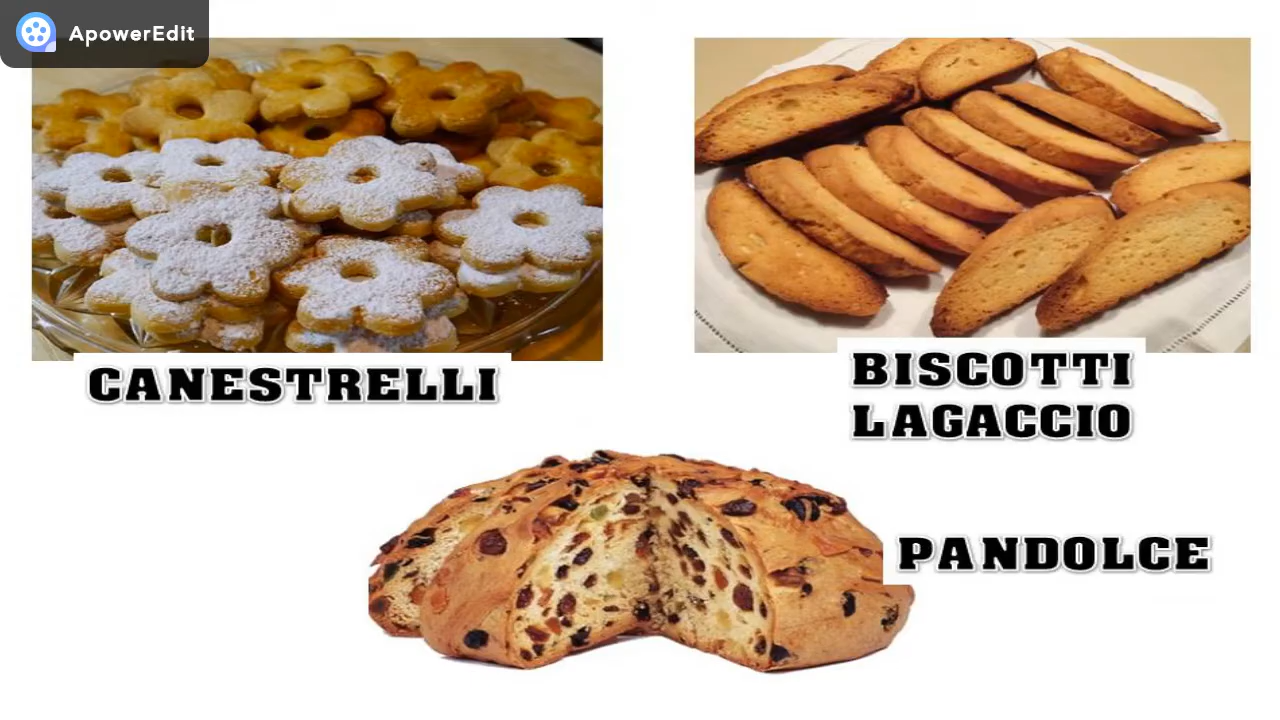 ApowerEdit
CANESTRELLI
BISCOTTI
LAGACCIO
PANDOLCE